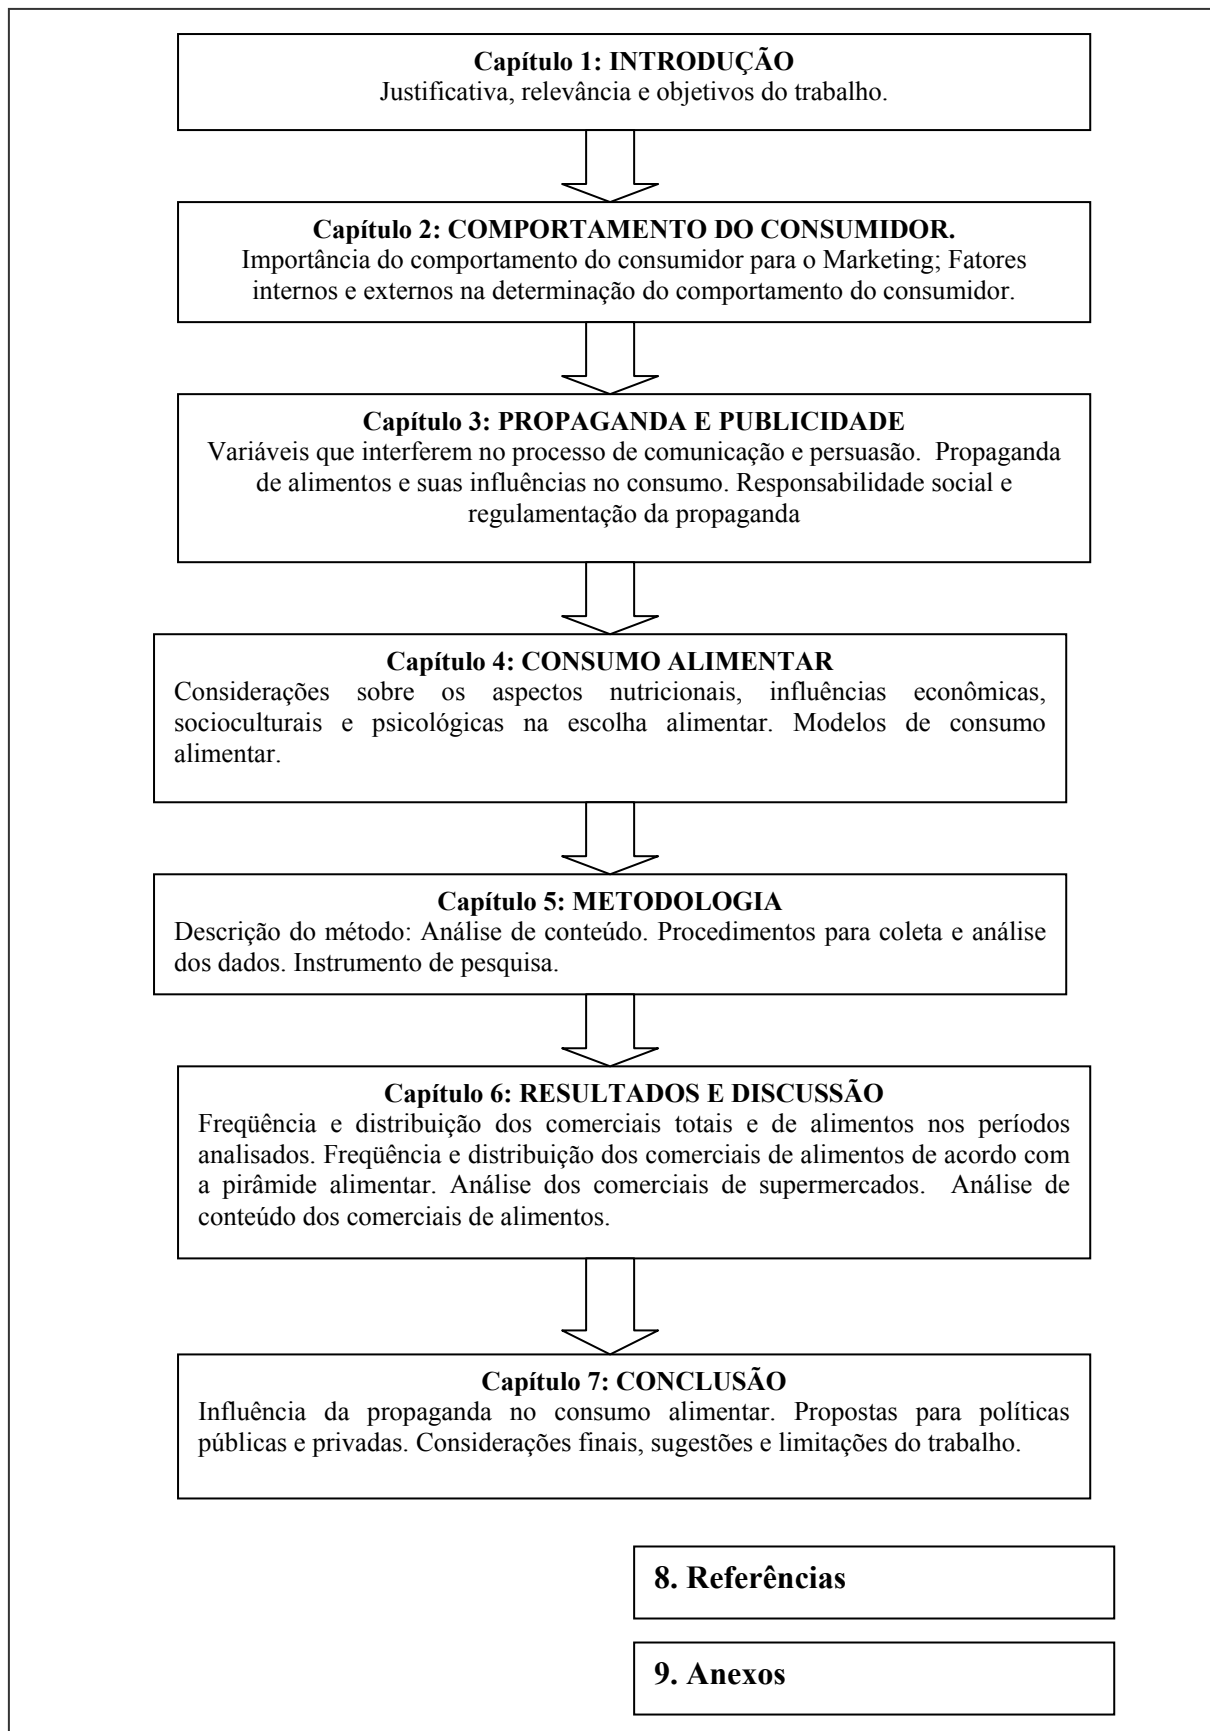 Capítulo 1: INTRODUÇÃO
Justificativa, relevância e objetivos do trabalho.
Capítulo 2: COMPORTAMENTO DO CONSUMIDOR.
Importância do comportamento do consumidor para o Marketing; Fatores
internos e externos na determinação do comportamento do consumidor.
Capítulo 3: PROPAGANDA E PUBLICIDADE
Variáveis que interferem no processo de comunicação e persuasão. Propaganda
de alimentos e suas influências no consumo. Responsabilidade social e
regulamentação da propaganda
Capítulo 4: CONSUMO ALIMENTAR
Considerações sobre os aspectos nutricionais, influências econômicas,
socioculturais e psicológicas na escolha alimentar. Modelos de consumo
alimentar.
Capítulo 5: METODOLOGIA
Descrição do método: Análise de conteúdo. Procedimentos para coleta e análise
dos dados. Instrumento de pesquisa.
Capítulo 6: RESULTADOS E DISCUSSÃO
Freqüência e distribuição dos comerciais totais e de alimentos nos períodos
analisados. Freqüência e distribuição dos comerciais de alimentos de acordo com
a pirâmide alimentar. Análise dos comerciais de supermercados. Análise de
conteúdo dos comerciais de alimentos.
Capítulo 7: CONCLUSÃO
Influência da propaganda no consumo alimentar. Propostas para políticas
públicas e privadas. Considerações finais, sugestões e limitações do trabalho.
8. Referências
9. Anexos